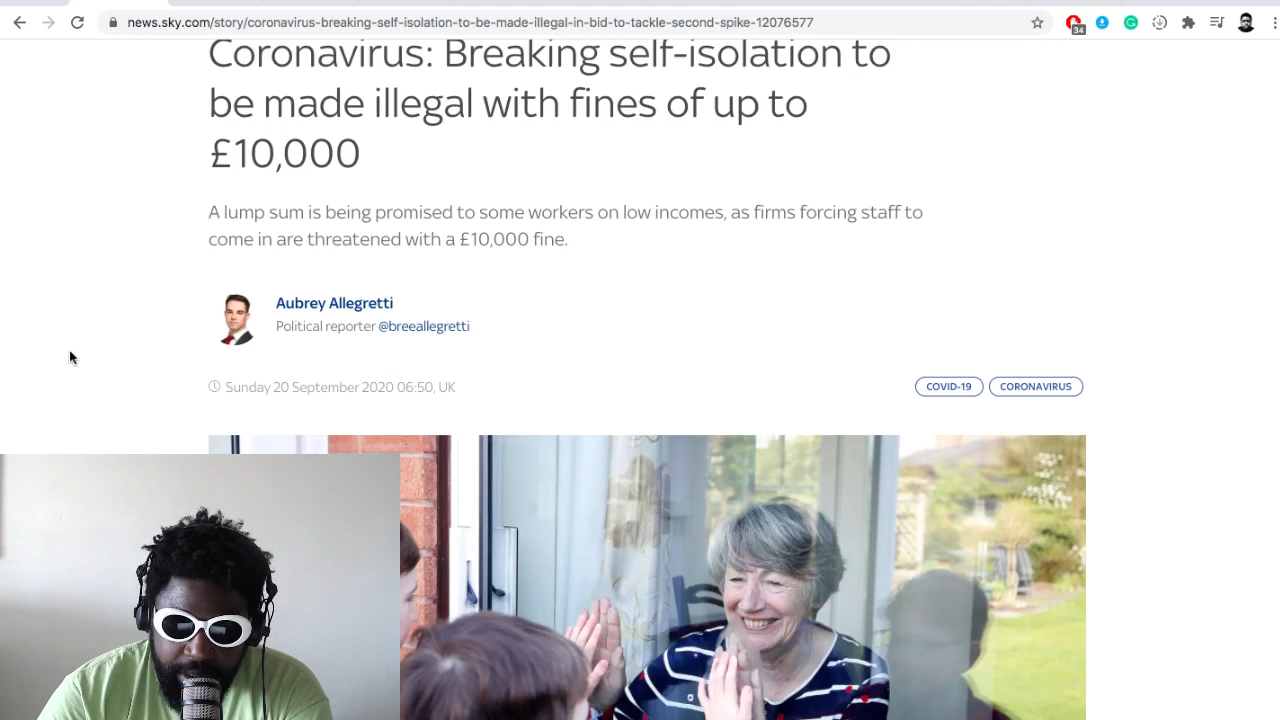 news.sky.com/story/coronavirus-breaking-self-isolation-to-be-made-illegal-in-bid-to-tackle-second-spike-12076577
34
Coronavirus: Breaking self-isolation to
be made illegal with fines of up to
£10,000
A lump sum is being promised to some workers on low incomes, as firms forcing staff to
come in are threatened with a £10,000 fine.
Aubrey Allegretti
Political reporter @breeallegretti
Sunday 20 September 2020 06:50, UK
COVID-19 CORONAVIRUS